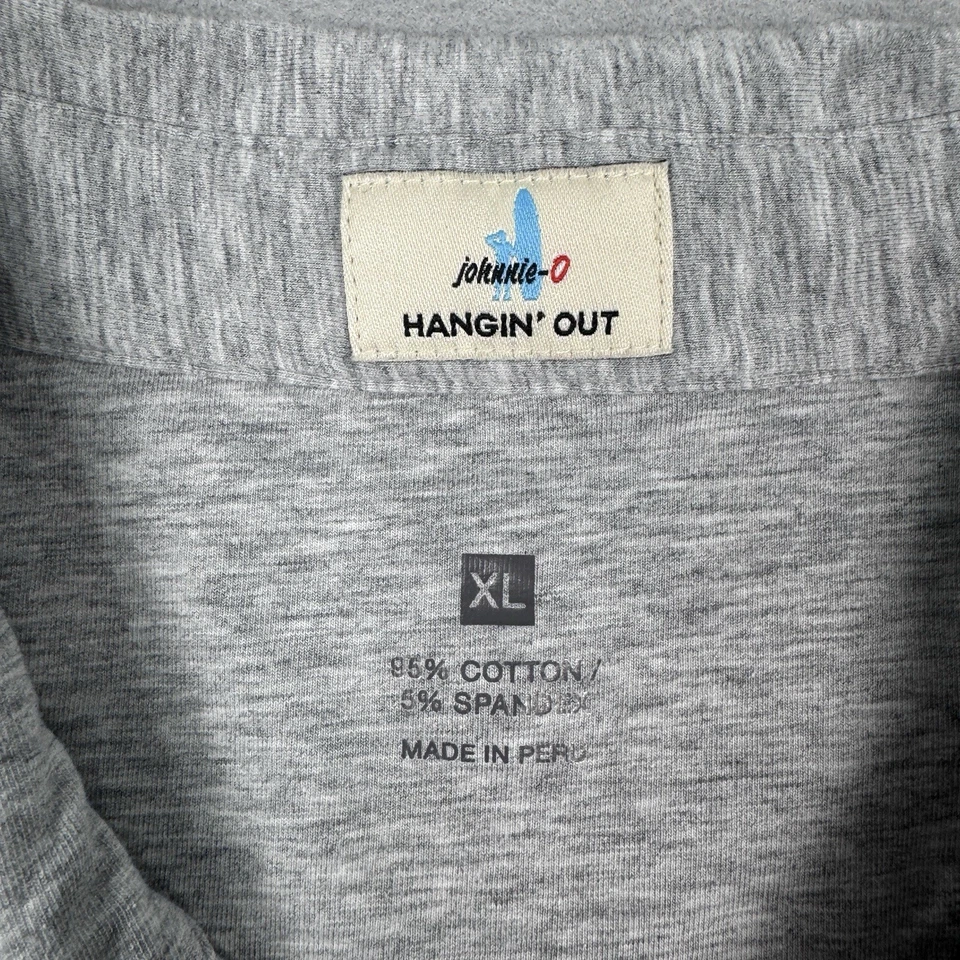 johnnie-O
HANGIN' OUT
XL
95% COTTON /
5% SPANDEX
MADE IN PERU